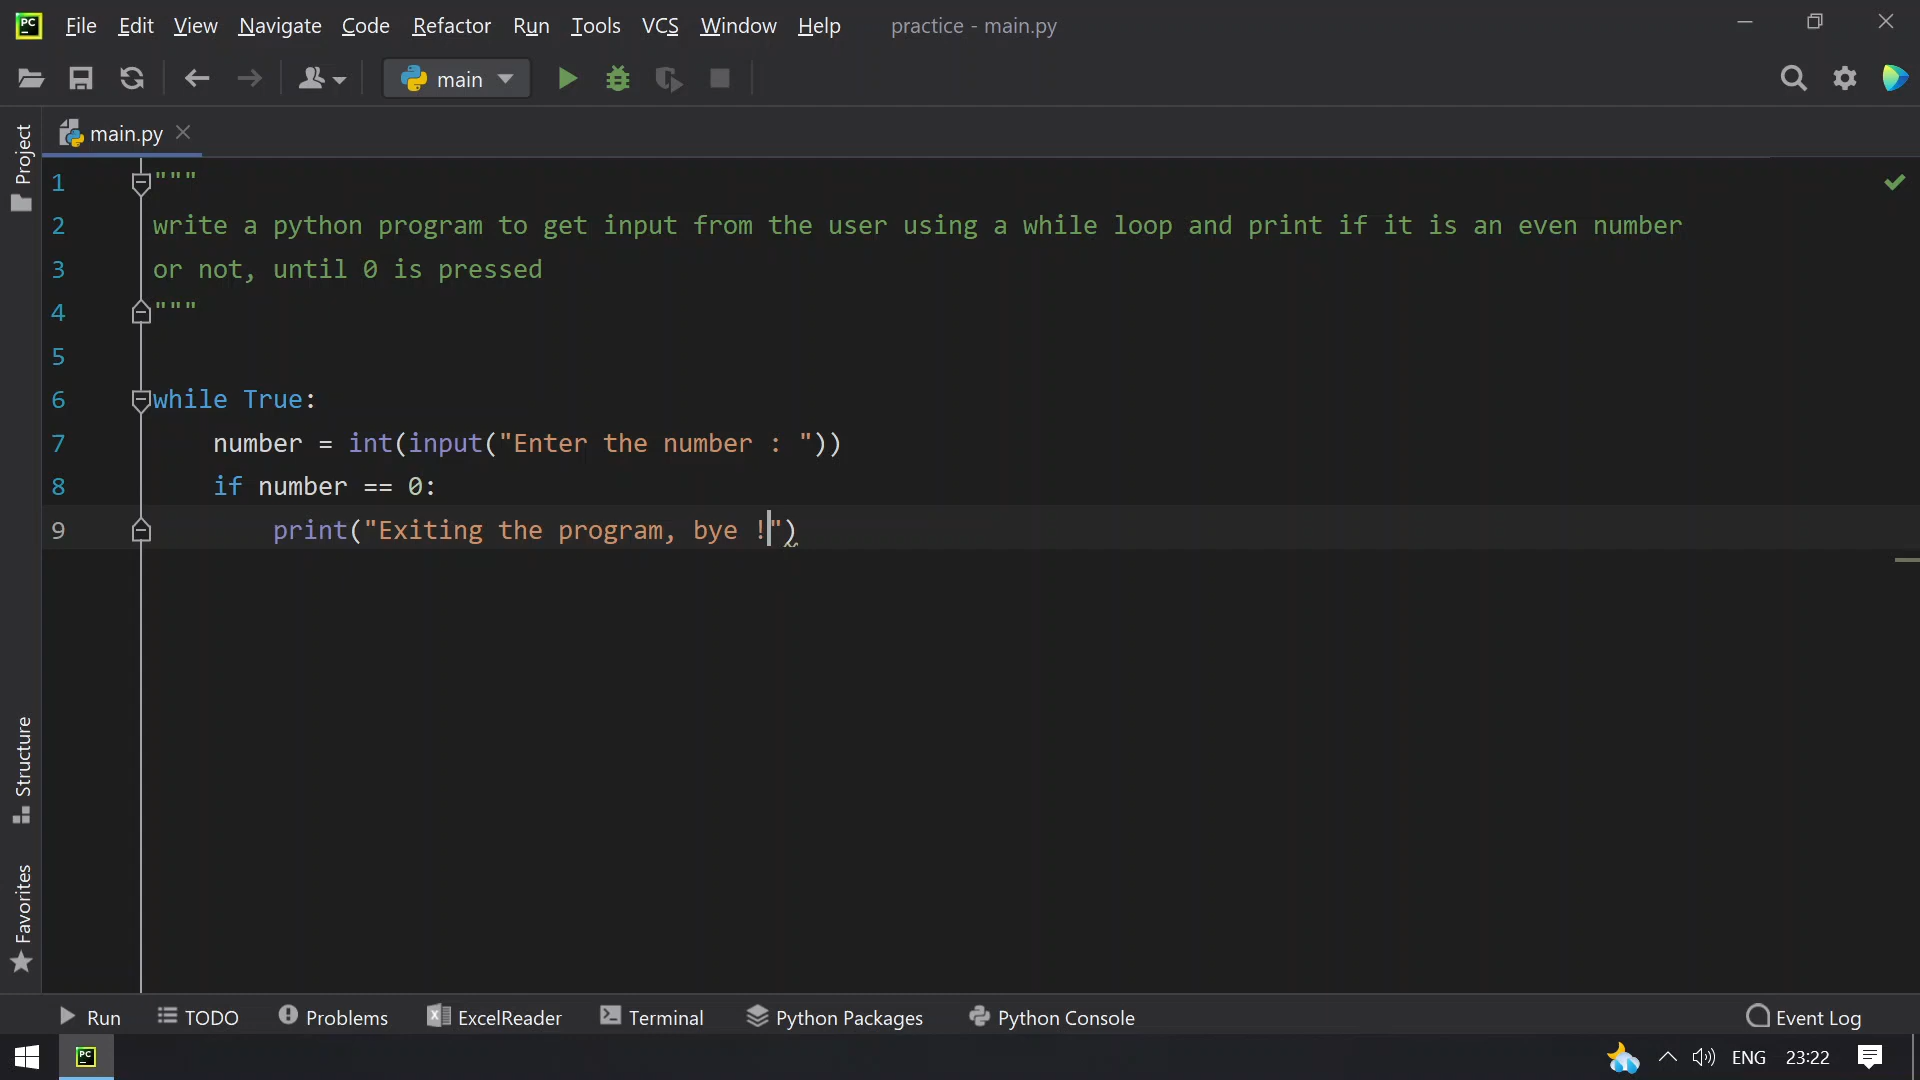 PC File Edit View Navigate Code Refactor Run Tools VCS Window Help practice - main.py
main
main.py
Project
1 """
2 write a python program to get input from the user using a while loop and print if it is an even number
3 or not, until 0 is pressed
4 """
5
6 while True:
7 number = int(input("Enter the number : "))
8 if number == 0:
9 print("Exiting the program, bye !")
Structure
Favorites
Run TODO Problems ExcelReader Terminal Python Packages Python Console Event Log
PC ENG 23:22